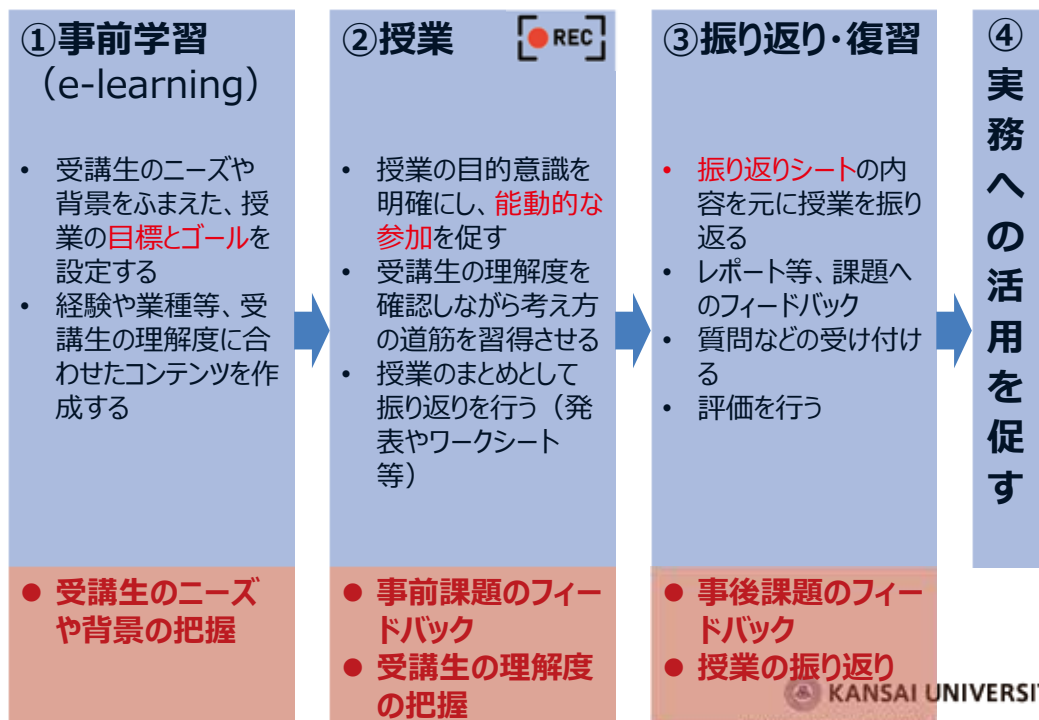 ①事前学習
（e-learning）
• 受講生のニーズや
背景をふまえた、授
業の目標とゴールを
設定する
• 経験や業種等、受
講生の理解度に合
わせたコンテンツを作
成する
● 受講生のニーズ
や背景の把握
②授業
REC
• 授業の目的意識を
明確にし、能動的な
参加を促す
• 受講生の理解度を
確認しながら考え方
の道筋を習得させる
• 授業のまとめとして
振り返りを行う（発
表やワークシート
等）
● 事前課題のフィー
ドバック
● 受講生の理解度
の把握
③振り返り・復習
• 振り返りシートの内
容を元に授業を振り
返る
• レポート等、課題へ
のフィードバック
• 質問などの受け付け
る
• 評価を行う
● 事後課題のフィー
ドバック
● 授業の振り返り
④実務への活用を促す
KANSAI UNIVERSI